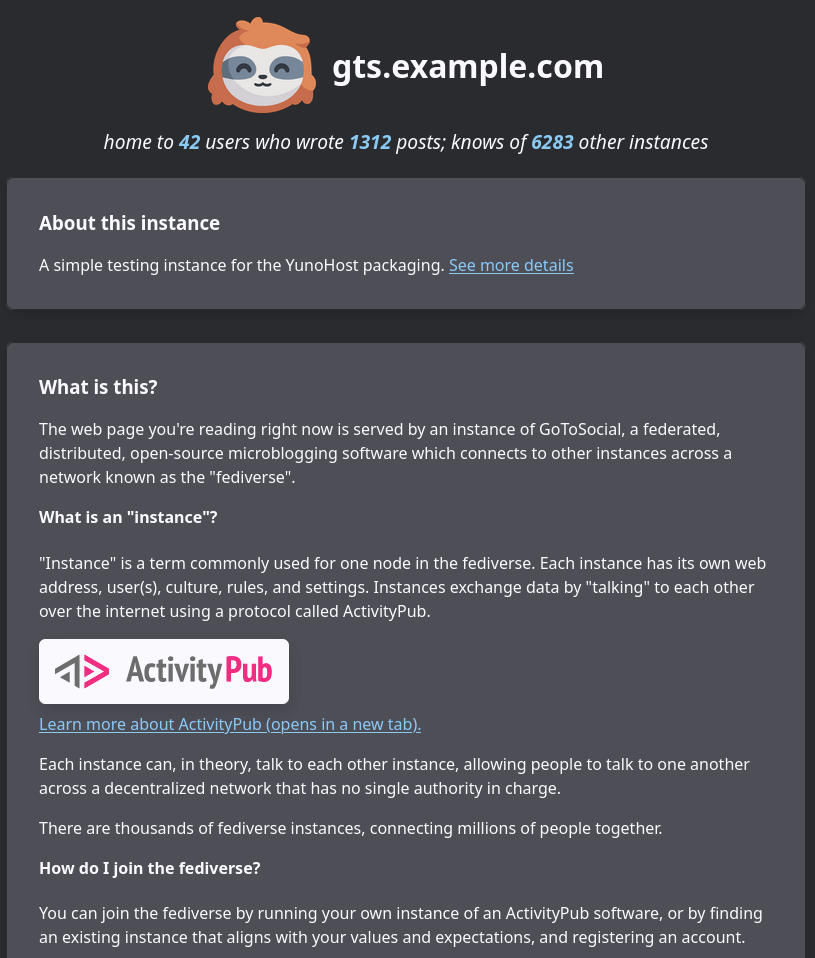 gts.example.com
home to 42 users who wrote 1312 posts; knows of 6283 other instances
About this instance
A simple testing instance for the YunoHost packaging. See more details
What is this?
The web page you're reading right now is served by an instance of GoToSocial, a federated,
distributed, open-source microblogging software which connects to other instances across a
network known as the "fediverse".
What is an "instance"?
"Instance" is a term commonly used for one node in the fediverse. Each instance has its own web
address, user(s), culture, rules, and settings. Instances exchange data by "talking" to each other
over the internet using a protocol called ActivityPub.
ActivityPub
Learn more about ActivityPub (opens in a new tab).
Each instance can, in theory, talk to each other instance, allowing people to talk to one another
across a decentralized network that has no single authority in charge.
There are thousands of fediverse instances, connecting millions of people together.
How do I join the fediverse?
You can join the fediverse by running your own instance of an ActivityPub software, or by finding
an existing instance that aligns with your values and expectations, and registering an account.